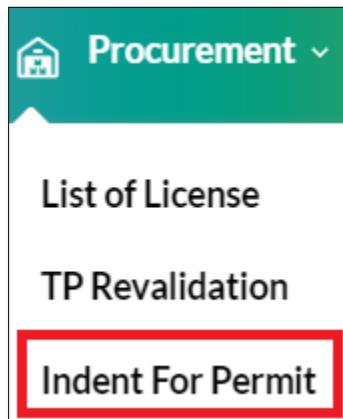 Procurement
List of License
TP Revalidation
Indent For Permit